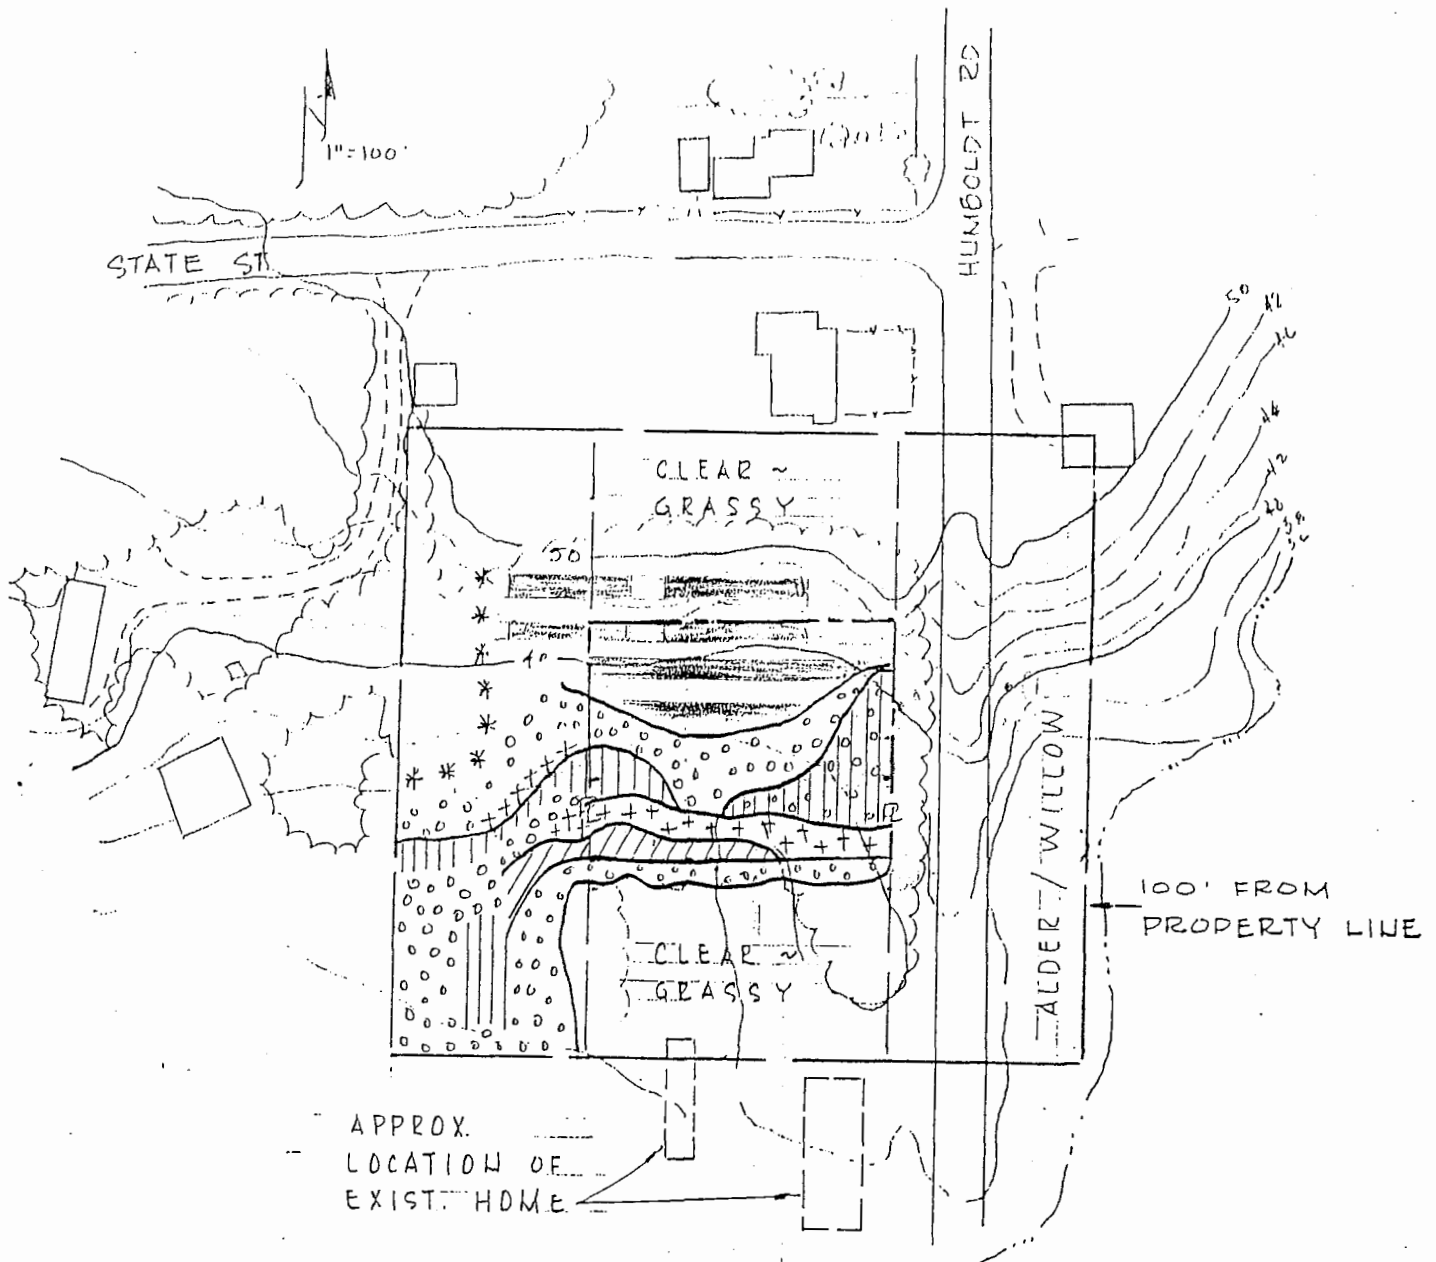 N
1"=100'
HUMBOLDT RD
STATE ST
50
44
42
CLEAR ~
GRASSY
50
40
ALDER / WILLOW
100' FROM
PROPERTY LINE
CLEAR ~
GRASSY
APPROX.
LOCATION OF
EXIST. HOME